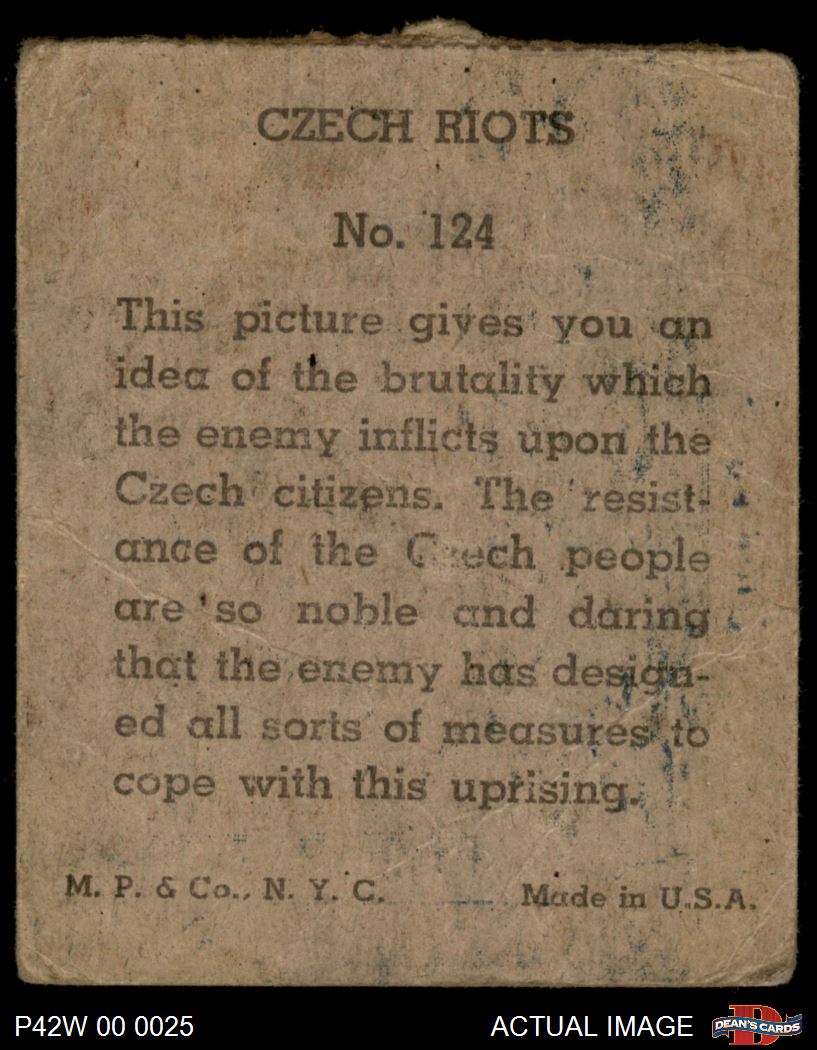 CZECH RIOTS
No. 124
This picture gives you an
idea of the brutality which
the enemy inflicts upon the
Czech citizens. The resist-
ance of the Czech people
are so noble and daring
that the enemy has design-
ed all sorts of measures to
cope with this uprising.
M. P. & Co., N. Y. C. Made in U.S.A.
P42W 00 0025 ACTUAL IMAGE D DEAN'S CARDS